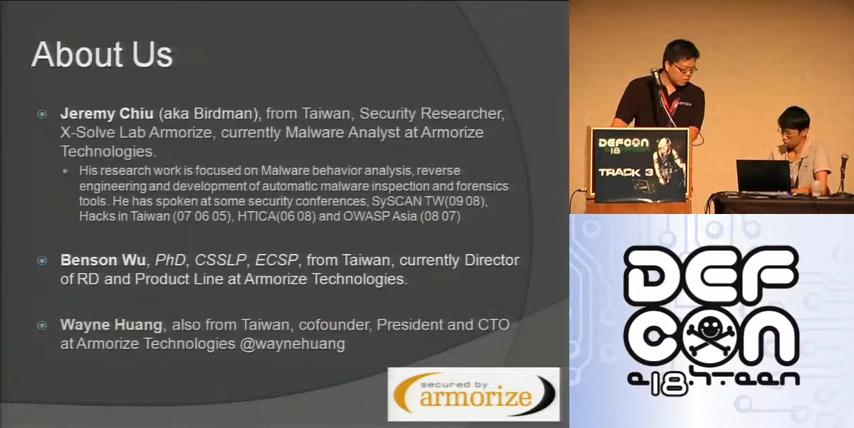 About Us
Jeremy Chiu (aka Birdman), from Taiwan, Security Researcher,
X-Solve Lab Armorize, currently Malware Analyst at Armorize
Technologies.
His research work is focused on Malware behavior analysis, reverse
engineering and development of automatic malware inspection and forensics
tools. He has spoken at some security conferences, SySCAN TW(09 08),
Hacks in Taiwan (07 06 05), HTICA(06 08) and OWASP Asia (08 07)
Benson Wu, PhD, CSSLP, ECSP, from Taiwan, currently Director
of RD and Product Line at Armorize Technologies.
Wayne Huang, also from Taiwan, cofounder, President and CTO
at Armorize Technologies @waynehuang
secured by
armorize
DEFCON
18
TRACK 3
DEF
CON
e18h.teen